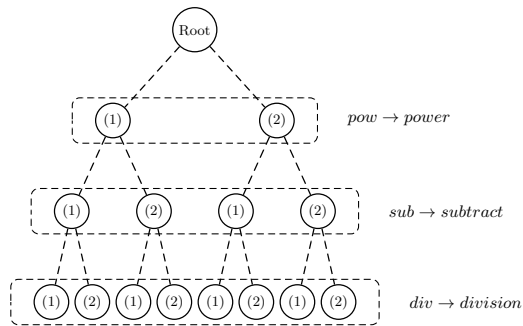 Root
(1) (2) pow → power
(1) (2) (1) (2) sub → subtract
(1) (2) (1) (2) (1) (2) (1) (2) div → division